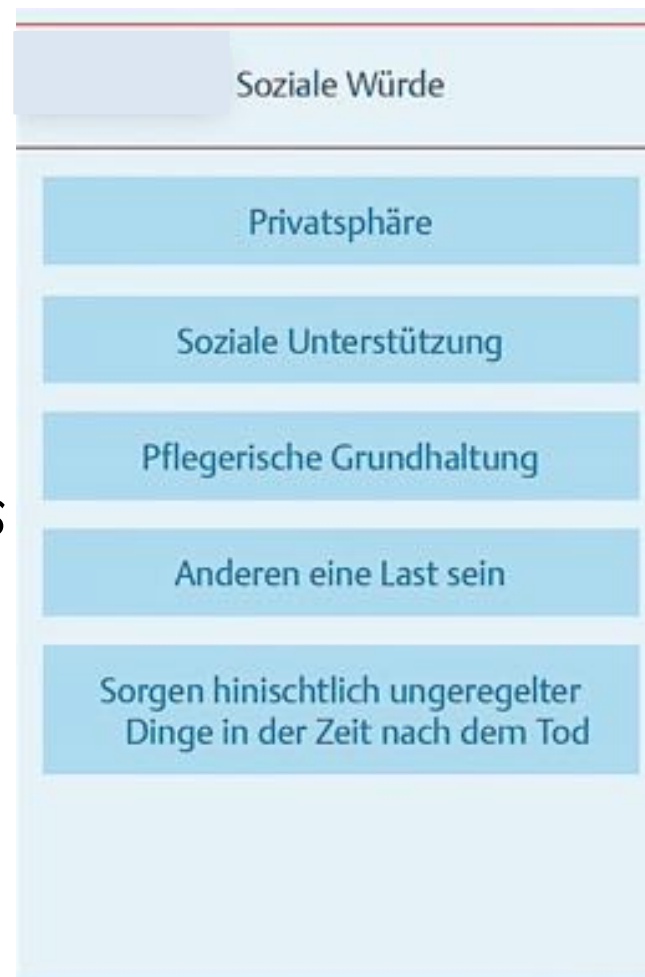 Soziale Würde
Privatsphäre
Soziale Unterstützung
Pflegerische Grundhaltung
Anderen eine Last sein
Sorgen hinischtlich ungeregelter
Dinge in der Zeit nach dem Tod